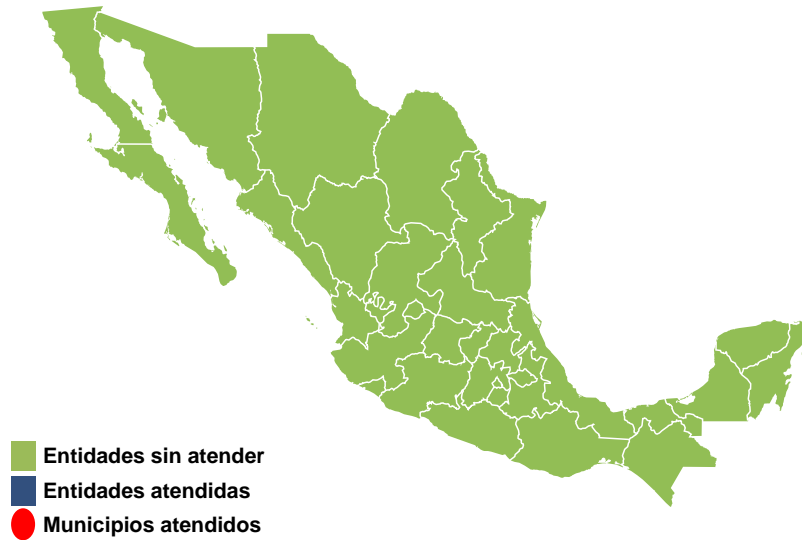 Entidades sin atender
Entidades atendidas
Municipios atendidos